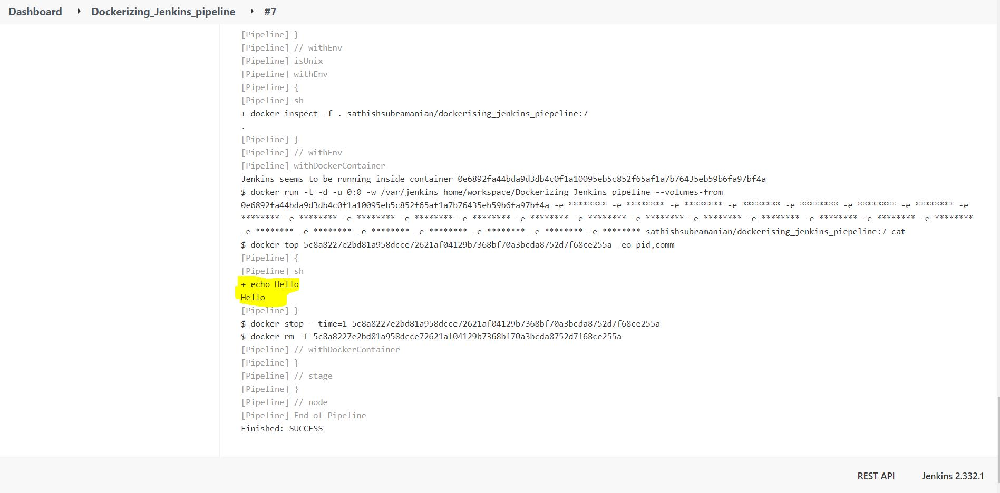 Dashboard ▸ Dockerizing_Jenkins_pipeline ▸ #7
[Pipeline] }
[Pipeline] // withEnv
[Pipeline] isUnix
[Pipeline] withEnv
[Pipeline] {
[Pipeline] sh
+ docker inspect -f . sathishsubramanian/dockerising_jenkins_piepeline:7
.
[Pipeline] }
[Pipeline] // withEnv
[Pipeline] withDockerContainer
Jenkins seems to be running inside container 0e6892fa44bda9d3db4c0f1a10095eb5c852f65af1a7b76435eb59b6fa97bf4a
$ docker run -t -d -u 0:0 -w /var/jenkins_home/workspace/Dockerizing_Jenkins_pipeline --volumes-from
0e6892fa44bda9d3db4c0f1a10095eb5c852f65af1a7b76435eb59b6fa97bf4a -e ******** -e ******** -e ******** -e ******** -e ******** -e ******** -e ******** -e
******** -e ******** -e ******** -e ******** -e ******** -e ******** -e ******** -e ******** -e ******** -e ******** -e ******** -e ******** -e ********
-e ******** -e ******** -e ******** -e ******** -e ******** -e ******** -e ******** sathishsubramanian/dockerising_jenkins_piepeline:7 cat
$ docker top 5c8a8227e2bd81a958dcce72621af04129b7368bf70a3bcda8752d7f68ce255a -eo pid,comm
[Pipeline] {
[Pipeline] sh
+ echo Hello
Hello
[Pipeline] }
$ docker stop --time=1 5c8a8227e2bd81a958dcce72621af04129b7368bf70a3bcda8752d7f68ce255a
$ docker rm -f 5c8a8227e2bd81a958dcce72621af04129b7368bf70a3bcda8752d7f68ce255a
[Pipeline] // withDockerContainer
[Pipeline] }
[Pipeline] // stage
[Pipeline] }
[Pipeline] // node
[Pipeline] End of Pipeline
Finished: SUCCESS
REST API Jenkins 2.332.1